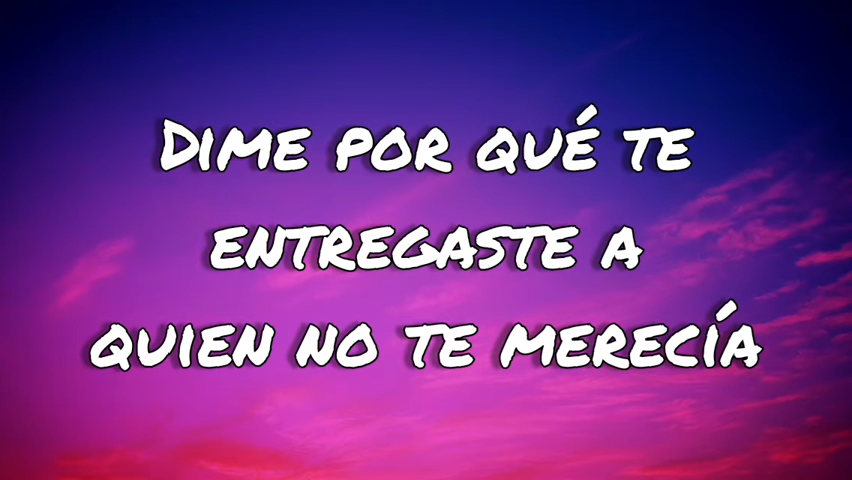 Dime por qué te
entregaste a
quien no te merecía